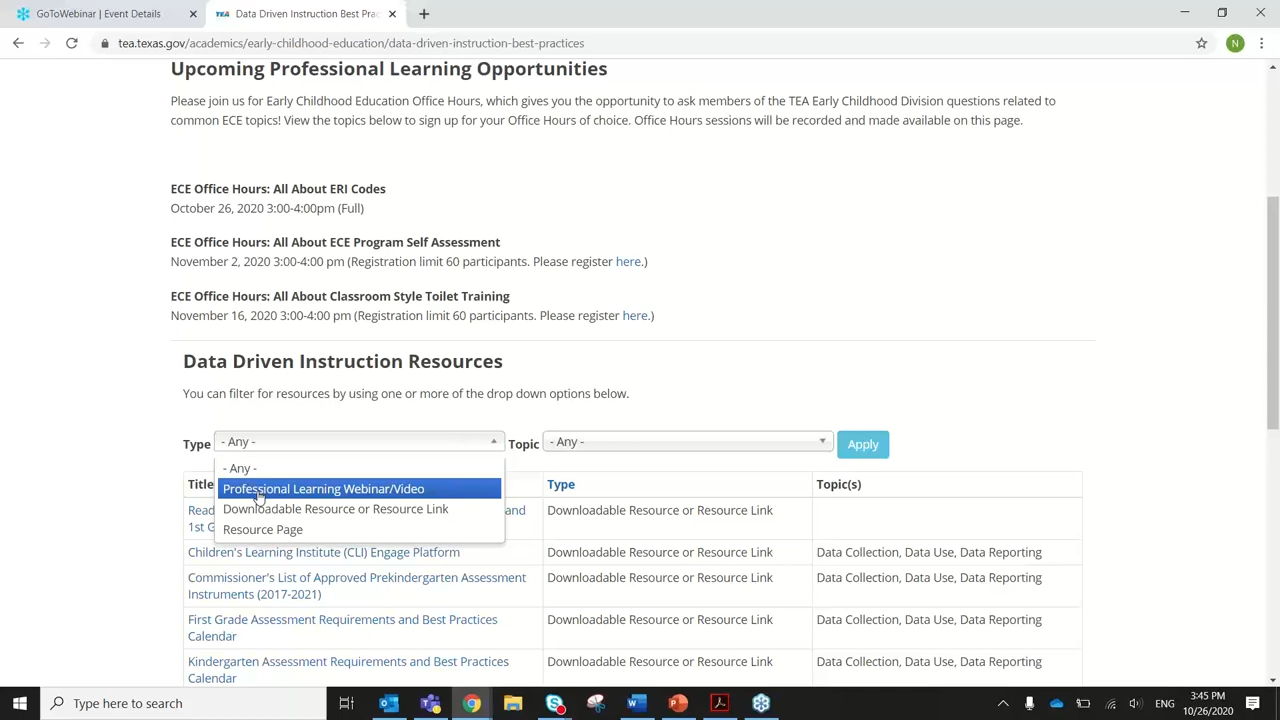 GoToWebinar | Event Details
TEA Data Driven Instruction Best Prac
tea.texas.gov/academics/early-childhood-education/data-driven-instruction-best-practices
N
Upcoming Professional Learning Opportunities
Please join us for Early Childhood Education Office Hours, which gives you the opportunity to ask members of the TEA Early Childhood Division questions related to
common ECE topics! View the topics below to sign up for your Office Hours of choice. Office Hours sessions will be recorded and made available on this page.
ECE Office Hours: All About ERI Codes
October 26, 2020 3:00-4:00pm (Full)
ECE Office Hours: All About ECE Program Self Assessment
November 2, 2020 3:00-4:00 pm (Registration limit 60 participants. Please register here.)
ECE Office Hours: All About Classroom Style Toilet Training
November 16, 2020 3:00-4:00 pm (Registration limit 60 participants. Please register here.)
Data Driven Instruction Resources
You can filter for resources by using one or more of the drop down options below.
Type - Any - Topic - Any - Apply
- Any -
Title Type Topic(s)
Professional Learning Webinar/Video
Downloadable Resource or Resource Link
Resource Page
Read and Downloadable Resource or Resource Link
1st G
Children's Learning Institute (CLI) Engage Platform Downloadable Resource or Resource Link Data Collection, Data Use, Data Reporting
Commissioner's List of Approved Prekindergarten Assessment Downloadable Resource or Resource Link Data Collection, Data Use, Data Reporting
Instruments (2017-2021)
First Grade Assessment Requirements and Best Practices Downloadable Resource or Resource Link Data Collection, Data Use, Data Reporting
Calendar
Kindergarten Assessment Requirements and Best Practices Downloadable Resource or Resource Link Data Collection, Data Use, Data Reporting
Calendar
Type here to search
ENG
3:45 PM
10/26/2020